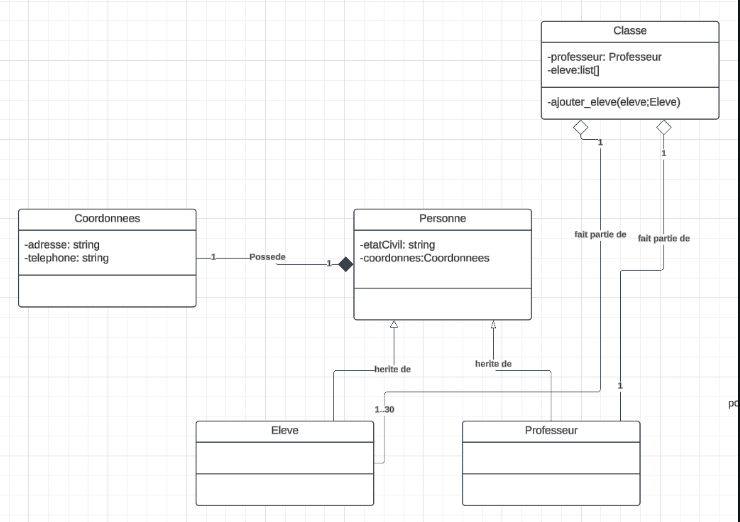 Classe
-professeur: Professeur
-eleve:list[]
-ajouter_eleve(eleve;Eleve)
1
1
fait partie de
fait partie de
Coordonnees
-adresse: string
-telephone: string
1
Possede
1
Personne
-etatCivil: string
-coordonnes:Coordonnees
herite de
herite de
1
1..30
Eleve
Professeur